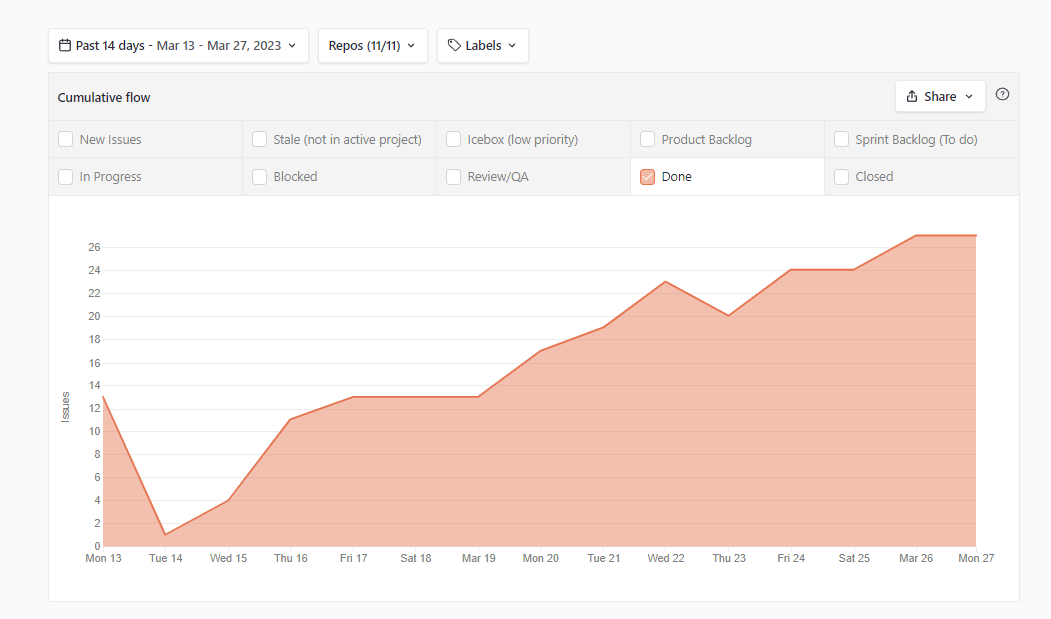 Past 14 days - Mar 13 - Mar 27, 2023 Repos (11/11) Labels
Cumulative flow Share ?
New Issues Stale (not in active project) Icebox (low priority) Product Backlog Sprint Backlog (To do)
In Progress Blocked Review/QA Done Closed
26
24
22
20
18
16
14
12
10
8
6
4
2
0
Issues
Mon 13 Tue 14 Wed 15 Thu 16 Fri 17 Sat 18 Mar 19 Mon 20 Tue 21 Wed 22 Thu 23 Fri 24 Sat 25 Mar 26 Mon 27